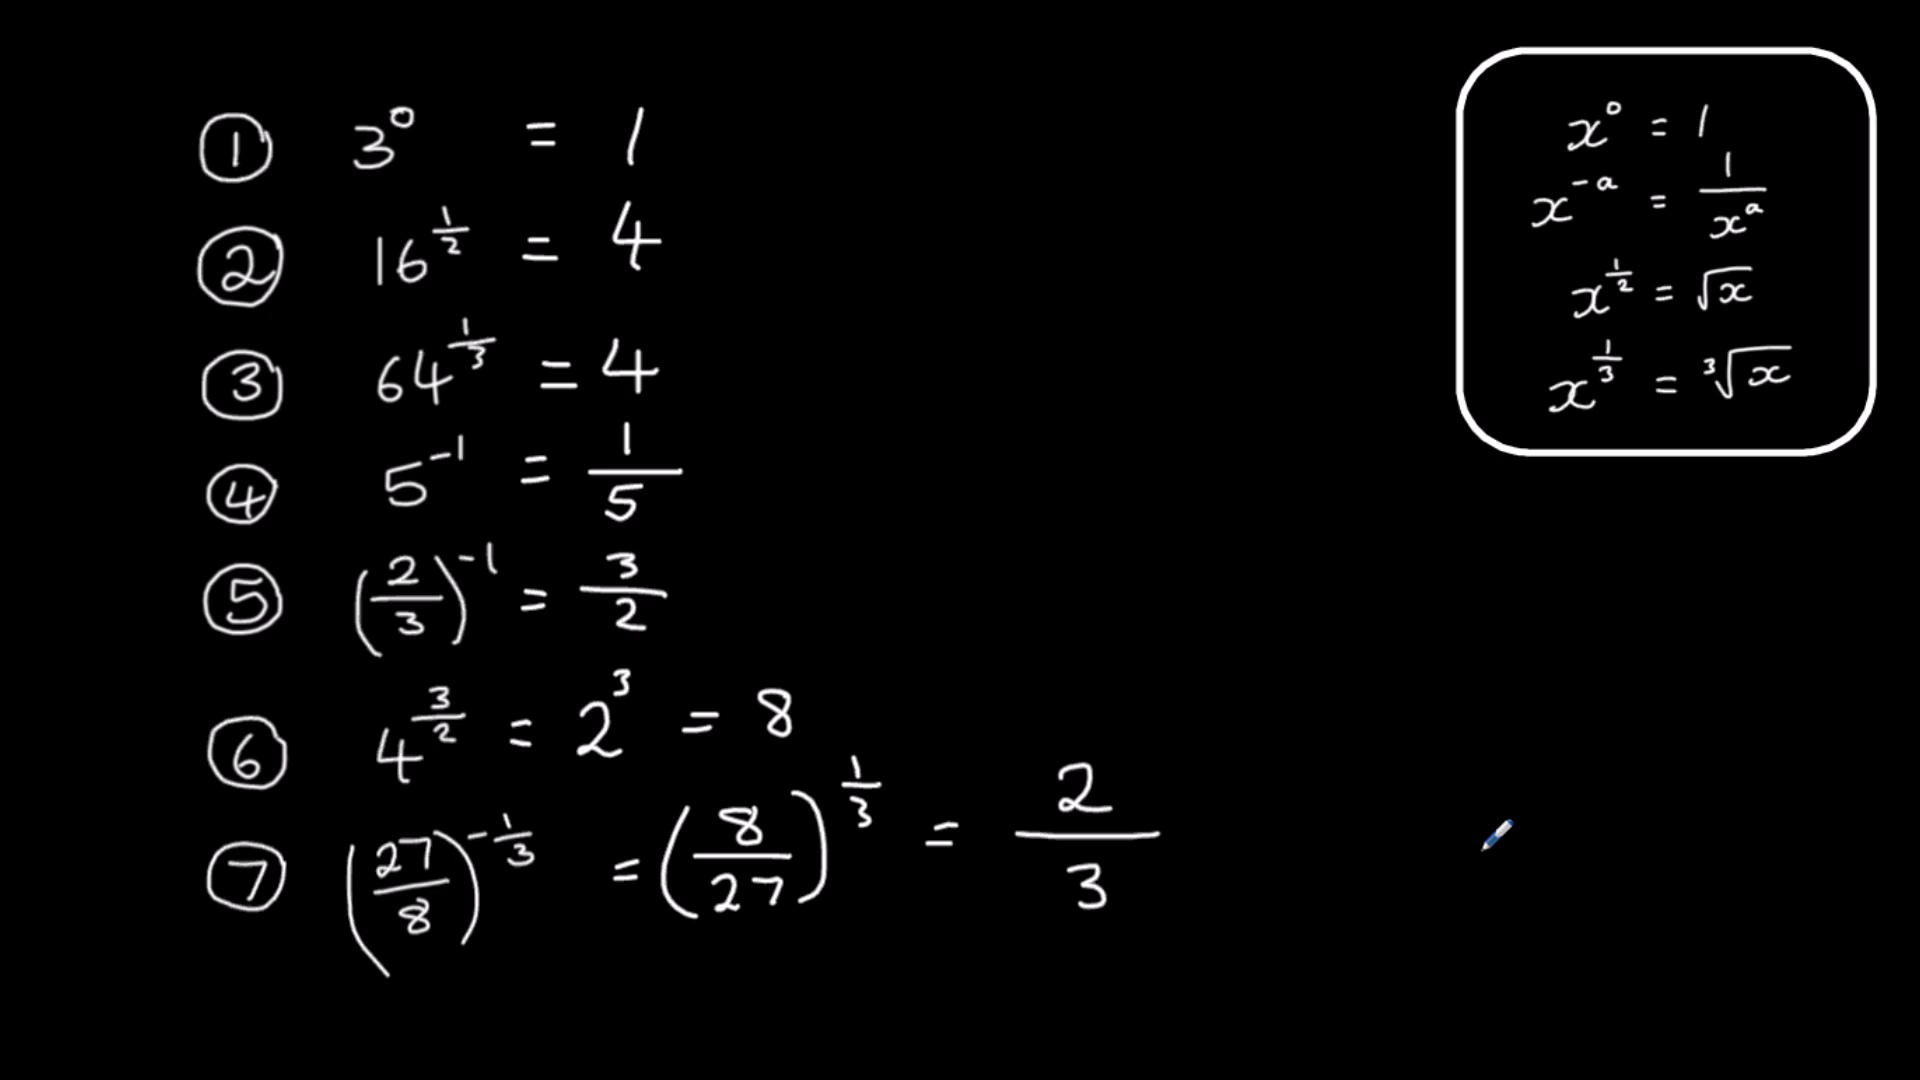 ① 3⁰ = 1
② 16^(1/2) = 4
③ 64^(1/3) = 4
④ 5⁻¹ = 1/5
⑤ (2/3)⁻¹ = 3/2
⑥ 4^(3/2) = 2³ = 8
⑦ (27/8)^(-1/3) = (8/27)^(1/3) = 2/3
x⁰ = 1
x^(-a) = 1/x^a
x^(1/2) = √x
x^(1/3) = ³√x